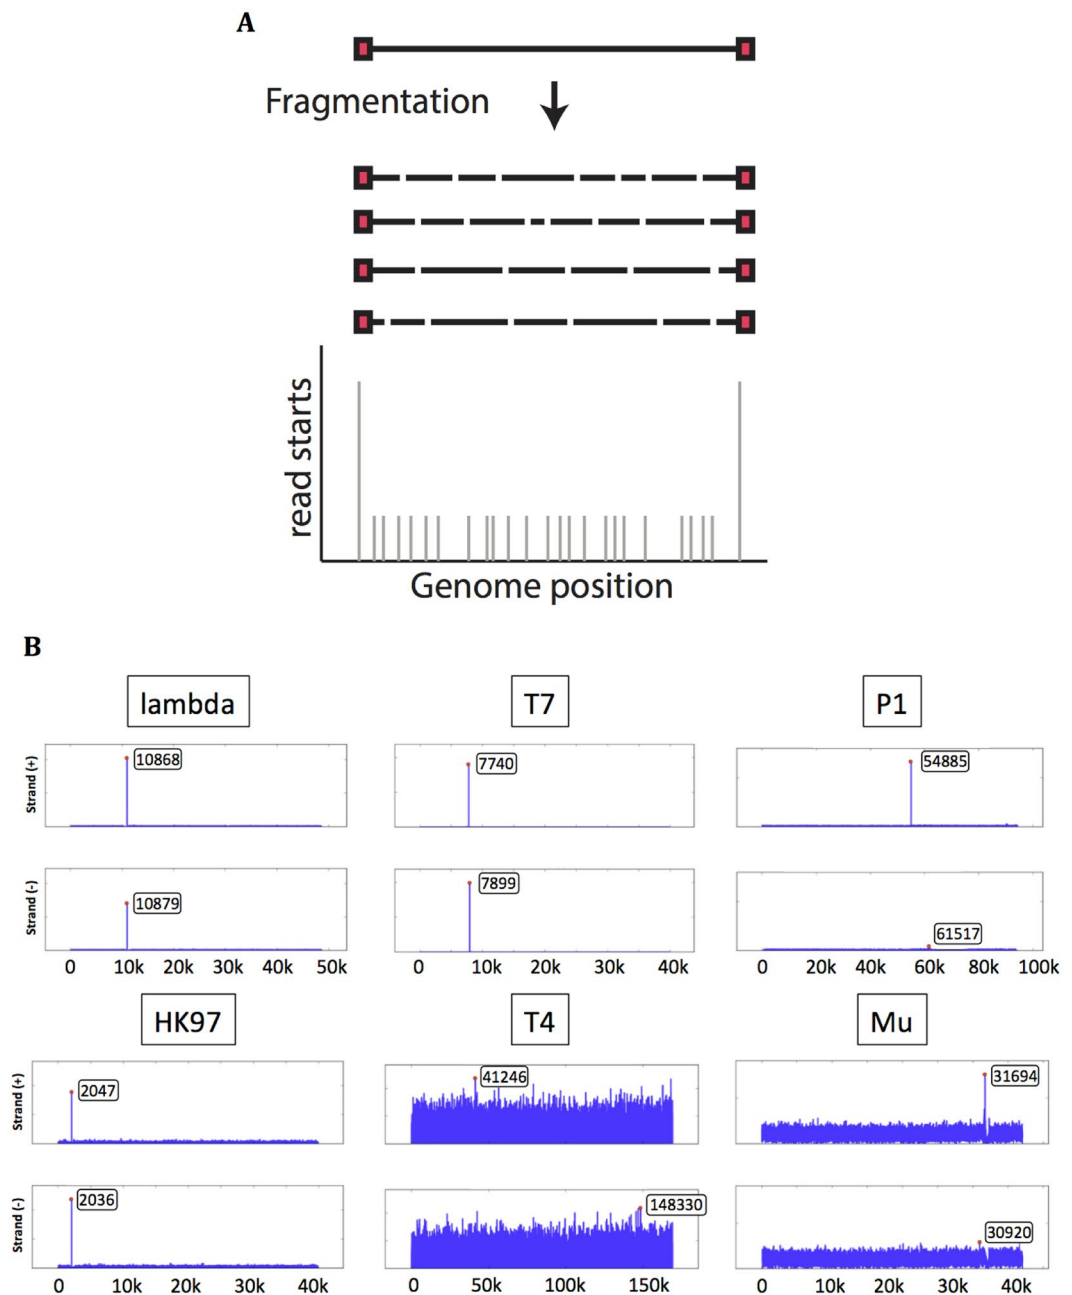 A
Fragmentation
read starts
Genome position
B
lambda T7 P1
Strand (+) 10868 7740 54885
Strand (-) 10879 7899 61517
0 10k 20k 30k 40k 50k 0 10k 20k 30k 40k 0 20k 40k 60k 80k 100k
HK97 T4 Mu
Strand (+) 2047 41246 31694
Strand (-) 2036 148330 30920
0 10k 20k 30k 40k 0 50k 100k 150k 0 10k 20k 30k 40k